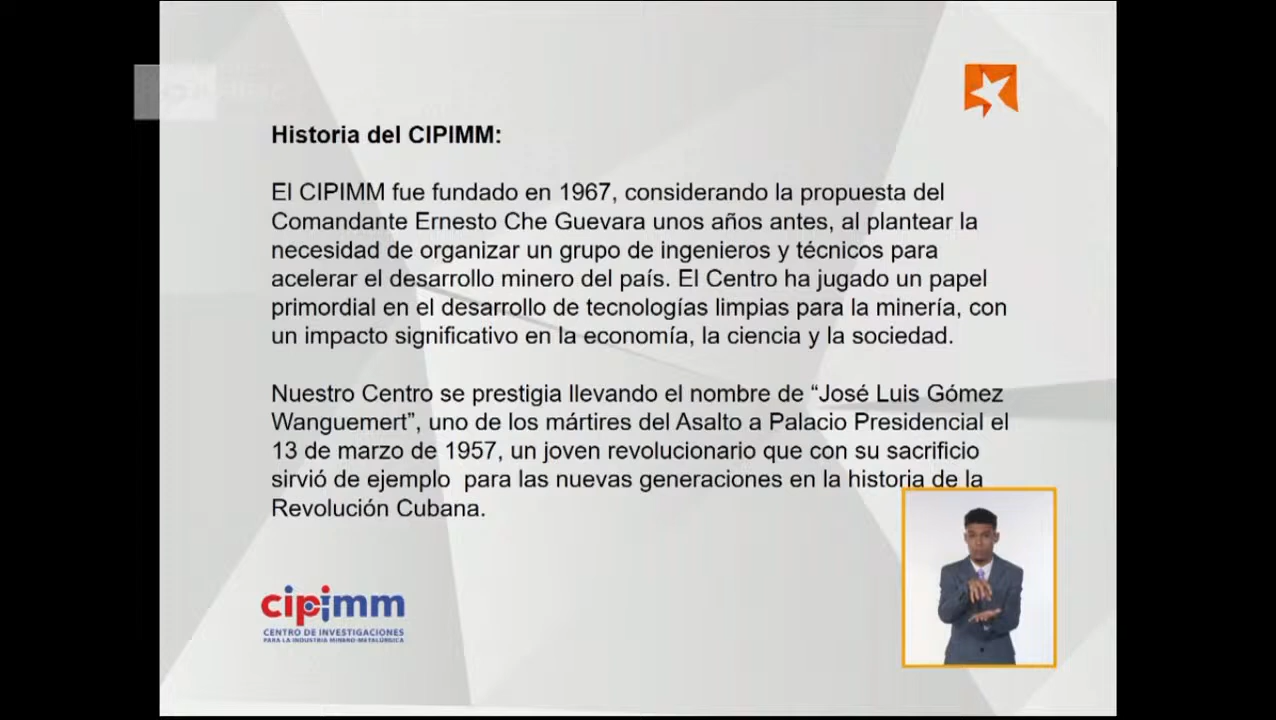 Historia del CIPIMM:
El CIPIMM fue fundado en 1967, considerando la propuesta del
Comandante Ernesto Che Guevara unos años antes, al plantear la
necesidad de organizar un grupo de ingenieros y técnicos para
acelerar el desarrollo minero del país. El Centro ha jugado un papel
primordial en el desarrollo de tecnologías limpias para la minería, con
un impacto significativo en la economía, la ciencia y la sociedad.
Nuestro Centro se prestigia llevando el nombre de “José Luis Gómez
Wanguemert”, uno de los mártires del Asalto a Palacio Presidencial el
13 de marzo de 1957, un joven revolucionario que con su sacrificio
sirvió de ejemplo  para las nuevas generaciones en la historia de la
Revolución Cubana.
cipimm
CENTRO DE INVESTIGACIONES
PARA LA INDUSTRIA MINERO METALÚRGICA